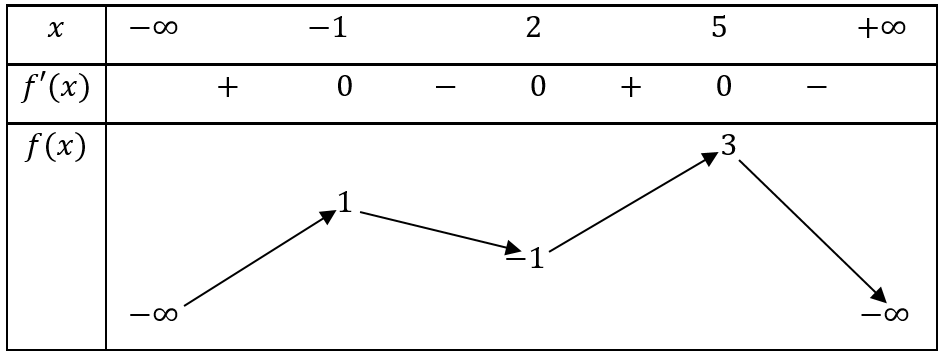 x −∞ −1 2 5 +∞
f′(x) + 0 − 0 + 0 −
f(x) 3
1
−1
−∞ −∞